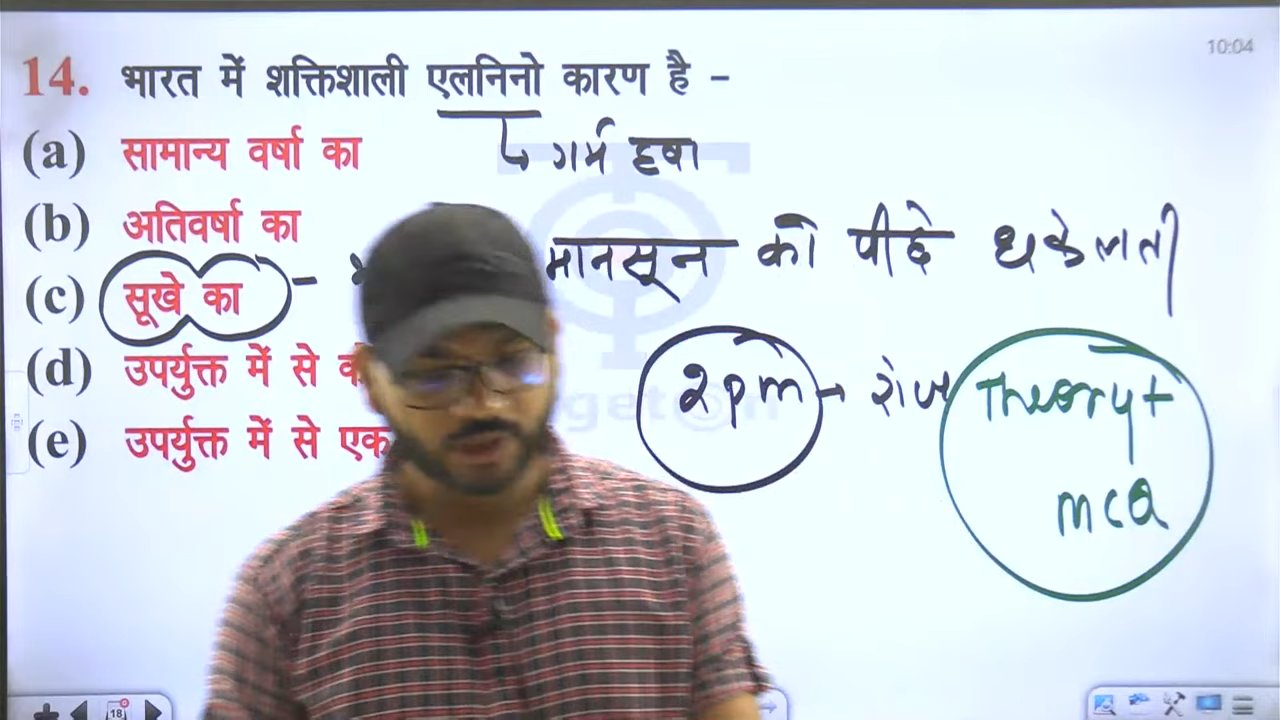 10:04
14. भारत में शक्तिशाली एलनिनो कारण है –
(a) सामान्य वर्षा का
↳ गर्म हवा
(b) अतिवर्षा का
मानसून को पीछे धकेलती
(c) सूखे का –
(d) उपर्युक्त में से
2pm → रोज
Theory +
MCQ
(e) उपर्युक्त में से एक
18